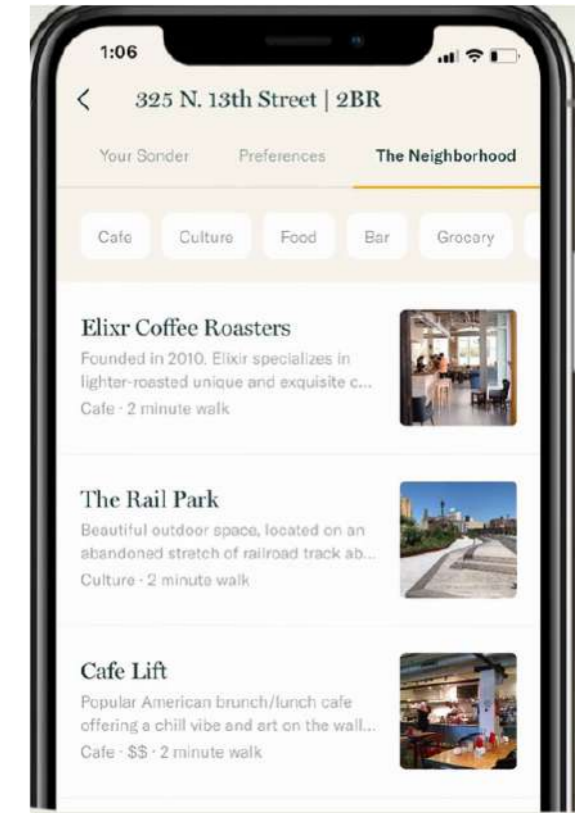 1:06
325 N. 13th Street | 2BR
Your Sonder Preferences The Neighborhood
Cafe Culture Food Bar Grocery
Elixr Coffee Roasters
Founded in 2010. Elixir specializes in
lighter-roasted unique and exquisite c...
Cafe · 2 minute walk
The Rail Park
Beautiful outdoor space, located on an
abandoned stretch of railroad track ab...
Culture · 2 minute walk
Cafe Lift
Popular American brunch/lunch cafe
offering a chill vibe and art on the wall...
Cafe · $$ · 2 minute walk